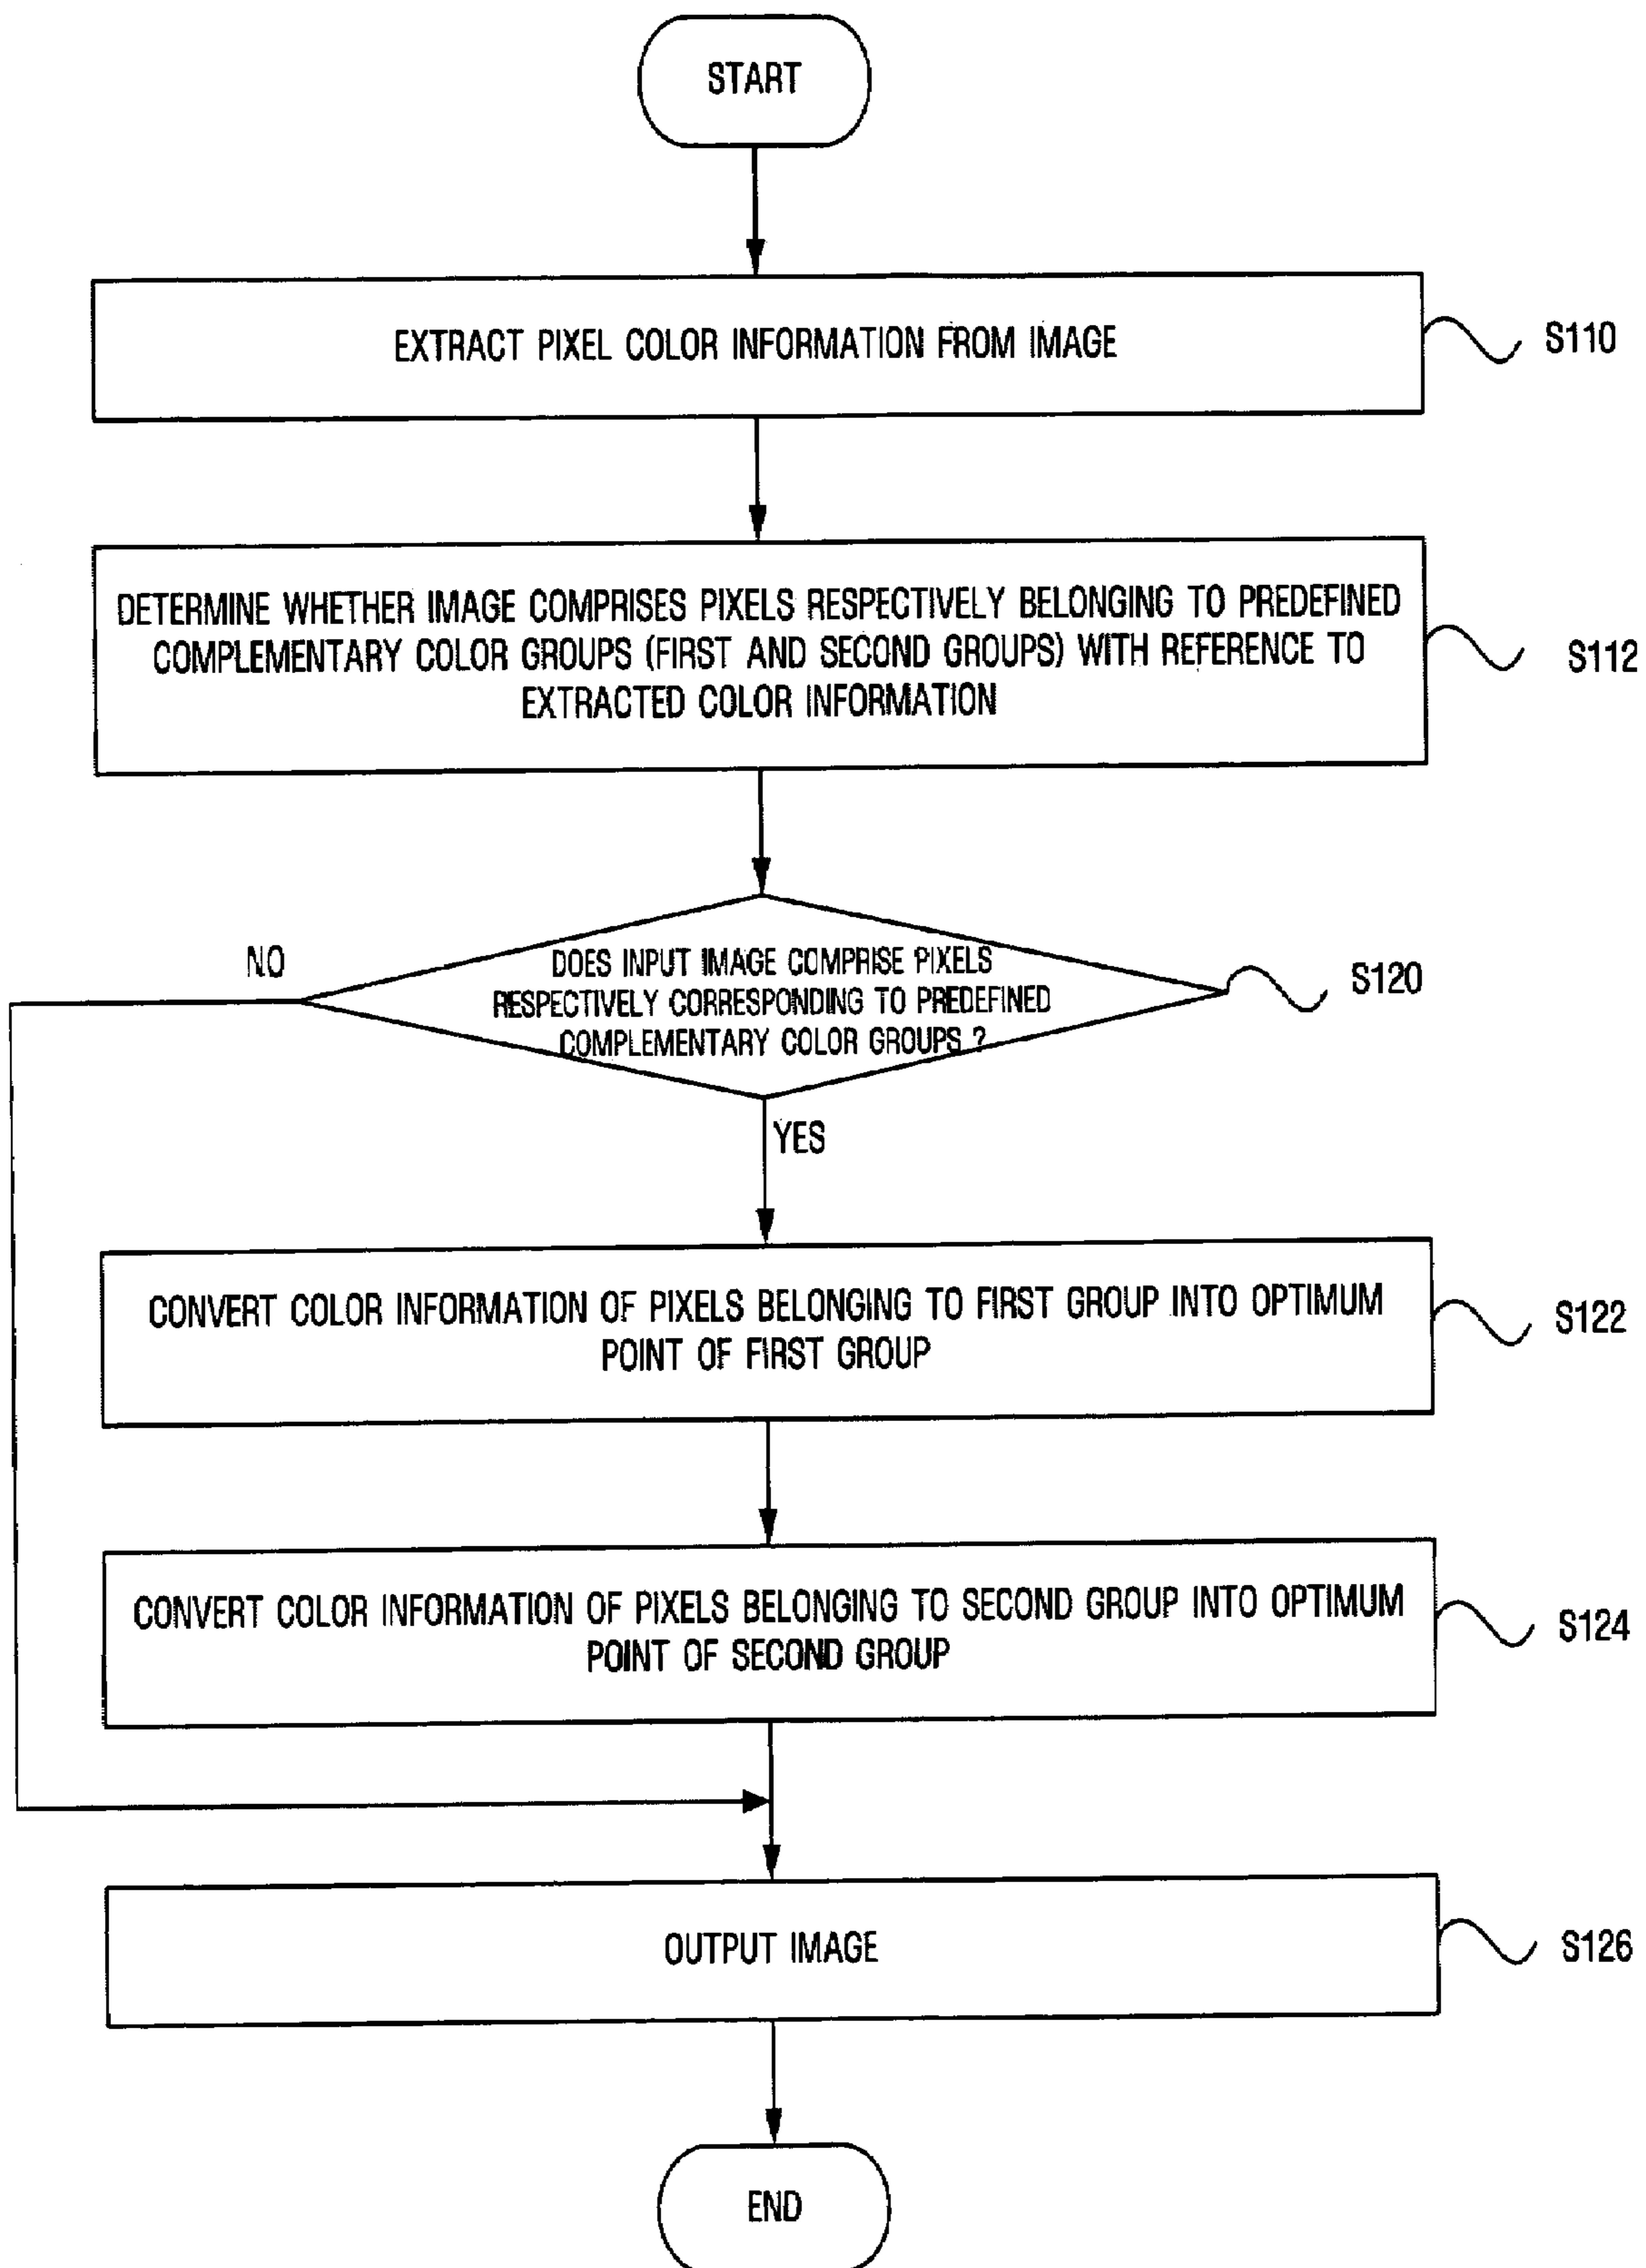 START
EXTRACT PIXEL COLOR INFORMATION FROM IMAGE
S110
DETERMINE WHETHER IMAGE COMPRISES PIXELS RESPECTIVELY BELONGING TO PREDEFINED
COMPLEMENTARY COLOR GROUPS (FIRST AND SECOND GROUPS) WITH REFERENCE TO
EXTRACTED COLOR INFORMATION
S112
NO
DOES INPUT IMAGE COMPRISE PIXELS
RESPECTIVELY CORRESPONDING TO PREDEFINED
COMPLEMENTARY COLOR GROUPS ?
S120
YES
CONVERT COLOR INFORMATION OF PIXELS BELONGING TO FIRST GROUP INTO OPTIMUM
POINT OF FIRST GROUP
S122
CONVERT COLOR INFORMATION OF PIXELS BELONGING TO SECOND GROUP INTO OPTIMUM
POINT OF SECOND GROUP
S124
OUTPUT IMAGE
S126
END